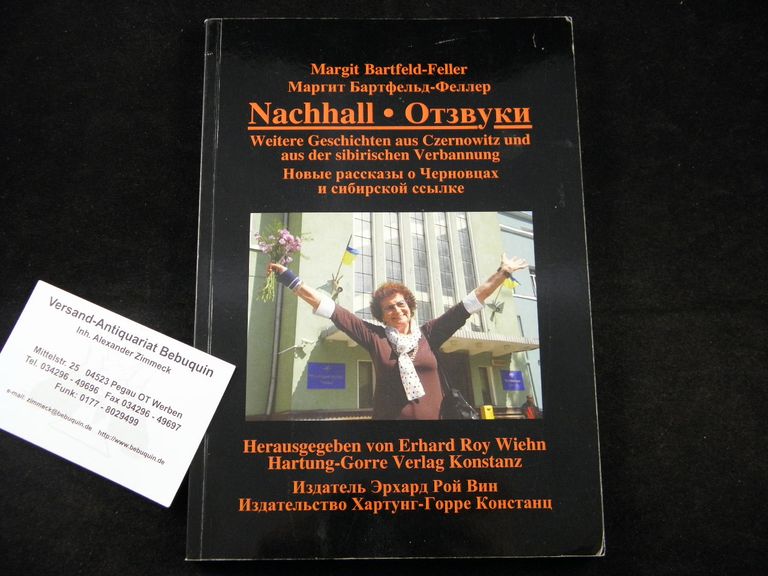 Margit Bartfeld-Feller
Маргит Бартфельд-Феллер
Nachhall • Отзвуки
Weitere Geschichten aus Czernowitz und
aus der sibirischen Verbannung
Новые рассказы о Черновцах
и сибирской ссылке
Herausgegeben von Erhard Roy Wiehn
Hartung-Gorre Verlag Konstanz
Издатель Эрхард Рой Вин
Издательство Хартунг-Горре Констанц
Versand-Antiquariat Bebuquin
Inh. Alexander Zimmeck
Mittelstr. 25 04523 Pegau OT Werben
Tel. 034296 - 49696 Fax 034296 - 49697
Funk: 0177 - 8029499
e-mail: zimmeck@bebuquin.de http://www.bebuquin.de